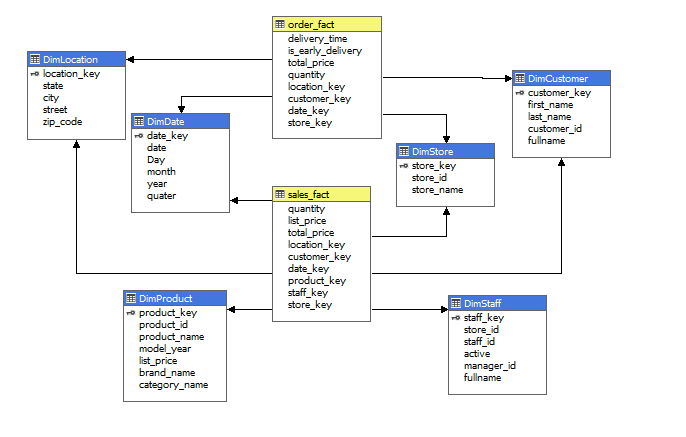 order_fact
delivery_time
is_early_delivery
total_price
quantity
location_key
customer_key
date_key
store_key
DimLocation
location_key
state
city
street
zip_code
DimCustomer
customer_key
first_name
last_name
customer_id
fullname
DimDate
date_key
date
Day
month
year
quater
DimStore
store_key
store_id
store_name
sales_fact
quantity
list_price
total_price
location_key
customer_key
date_key
product_key
staff_key
store_key
DimProduct
product_key
product_id
product_name
model_year
list_price
brand_name
category_name
DimStaff
staff_key
store_id
staff_id
active
manager_id
fullname